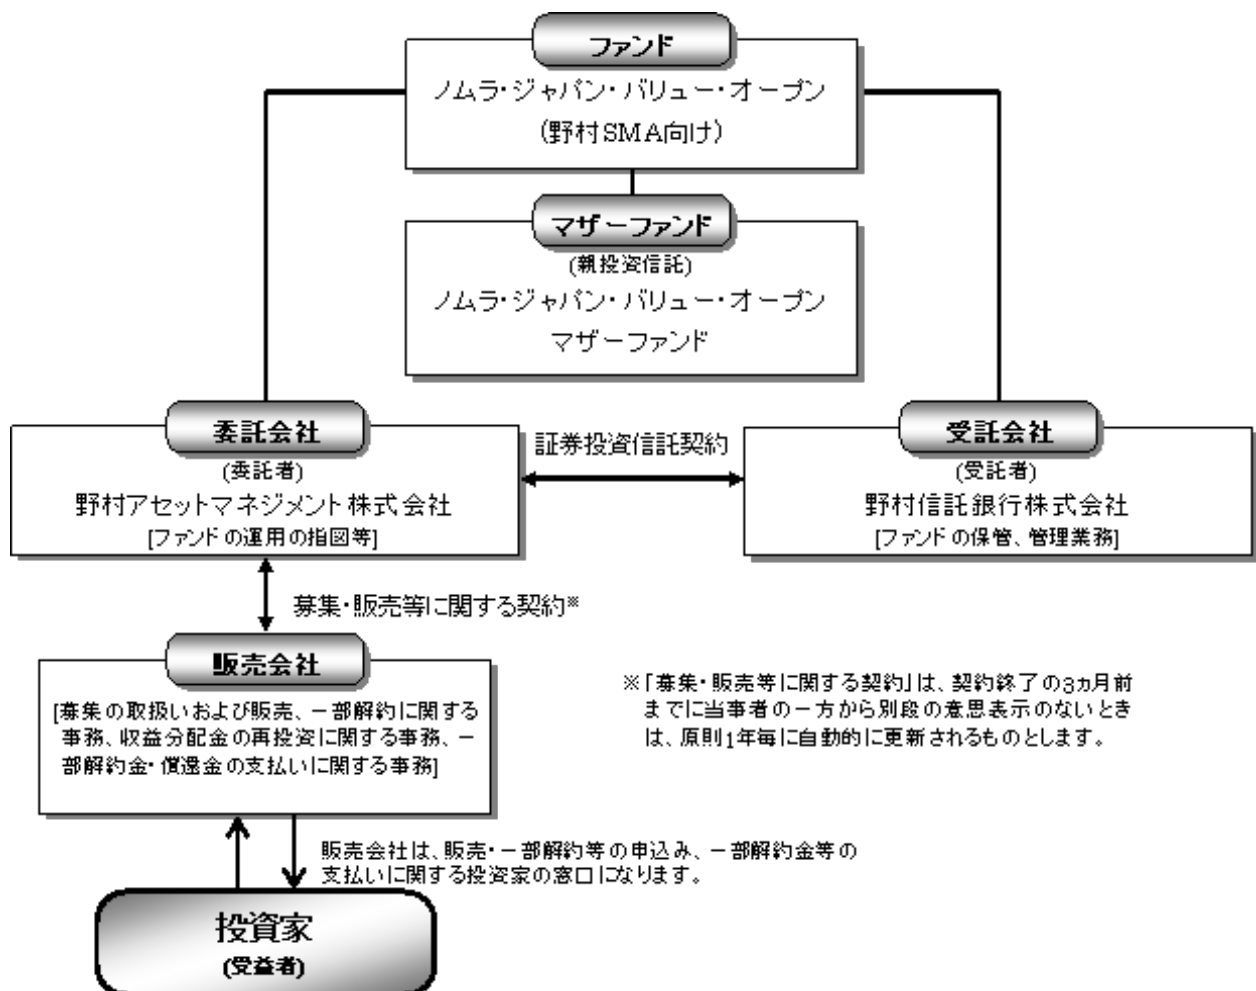 ファンド
ノムラ・ジャパン・バリュー・オープン
(野村SMA向け)
マザーファンド
(親投資信託)
ノムラ・ジャパン・バリュー・オープン
マザーファンド
委託会社
(委託者)
野村アセットマネジメント株式会社
[ファンドの運用の指図等]
証券投資信託契約
受託会社
(受託者)
野村信託銀行株式会社
[ファンドの保管、管理業務]
募集・販売等に関する契約※
販売会社
[募集の取扱いおよび販売、一部解約に関する
事務、収益分配金の再投資に関する事務、一
部解約金・償還金の支払いに関する事務]
※「募集・販売等に関する契約」は、契約終了の3ヵ月前
までに当事者の一方から別段の意思表示のないとき
は、原則1年毎に自動的に更新されるものとします。
販売会社は、販売・一部解約等の申込み、一部解約金等の
支払いに関する投資家の窓口になります。
投資家
(受益者)